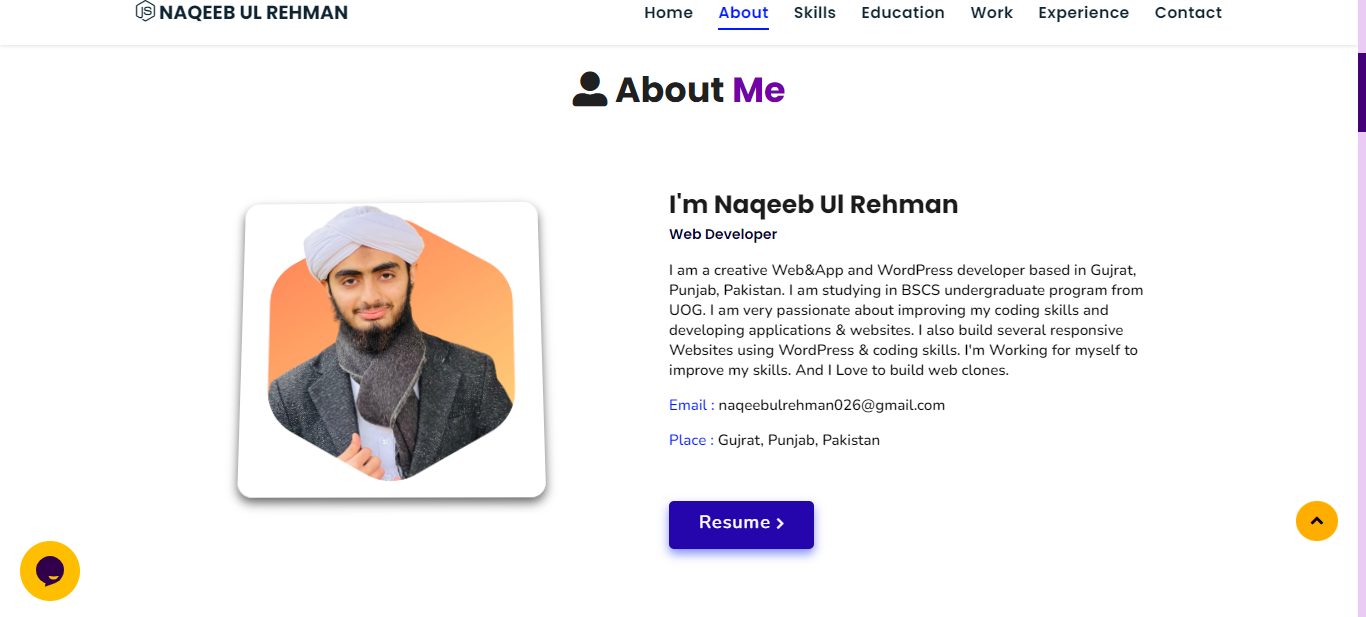 NAQEEB UL REHMAN
Home About Skills Education Work Experience Contact
About Me
I'm Naqeeb Ul Rehman
Web Developer
I am a creative Web&App and WordPress developer based in Gujrat,
Punjab, Pakistan. I am studying in BSCS undergraduate program from
UOG. I am very passionate about improving my coding skills and
developing applications & websites. I also build several responsive
Websites using WordPress & coding skills. I'm Working for myself to
improve my skills. And I Love to build web clones.
Email : naqeebulrehman026@gmail.com
Place : Gujrat, Punjab, Pakistan
Resume